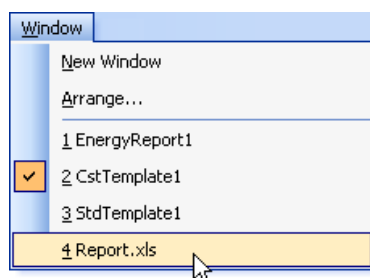 Window
New Window
Arrange...
1 EnergyReport1
2 CstTemplate1
3 StdTemplate1
4 Report.xls